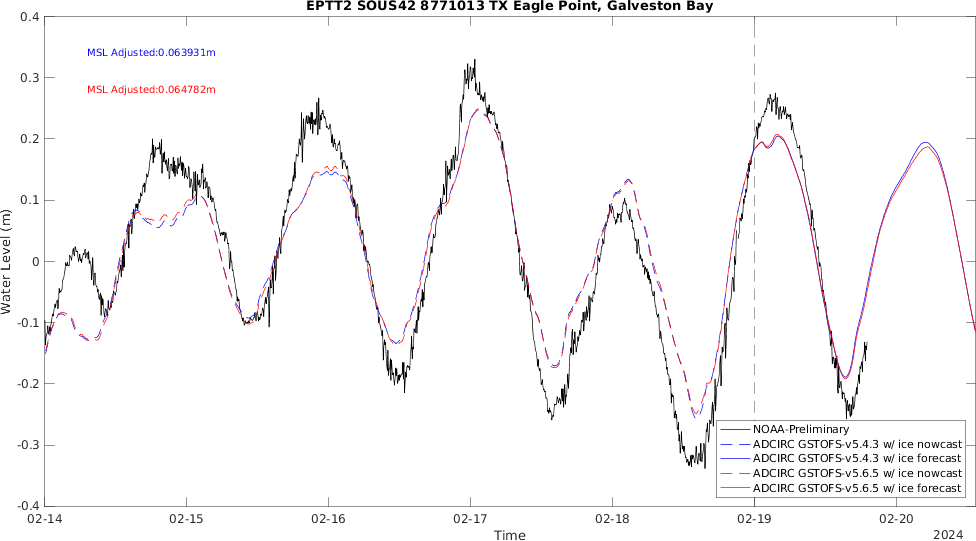 EPTT2 SOUS42 8771013 TX Eagle Point, Galveston Bay
0.4
MSL Adjusted:0.063931m
0.3
MSL Adjusted:0.064782m
0.2
0.1
Water Level (m)
0
-0.1
-0.2
-0.3
-0.4
NOAA-Preliminary
ADCIRC GSTOFS-v5.4.3 w/ ice nowcast
ADCIRC GSTOFS-v5.4.3 w/ ice forecast
ADCIRC GSTOFS-v5.6.5 w/ ice nowcast
ADCIRC GSTOFS-v5.6.5 w/ ice forecast
02-14 02-15 02-16 02-17 02-18 02-19 02-20
Time
2024